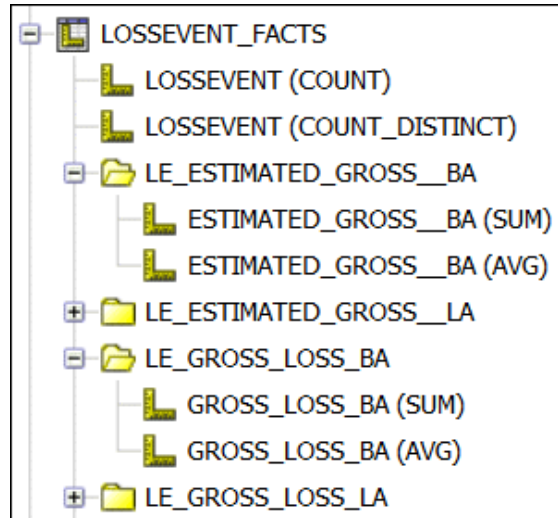 LOSSEVENT_FACTS
LOSSEVENT (COUNT)
LOSSEVENT (COUNT_DISTINCT)
LE_ESTIMATED_GROSS__BA
ESTIMATED_GROSS__BA (SUM)
ESTIMATED_GROSS__BA (AVG)
LE_ESTIMATED_GROSS__LA
LE_GROSS_LOSS_BA
GROSS_LOSS_BA (SUM)
GROSS_LOSS_BA (AVG)
LE_GROSS_LOSS_LA